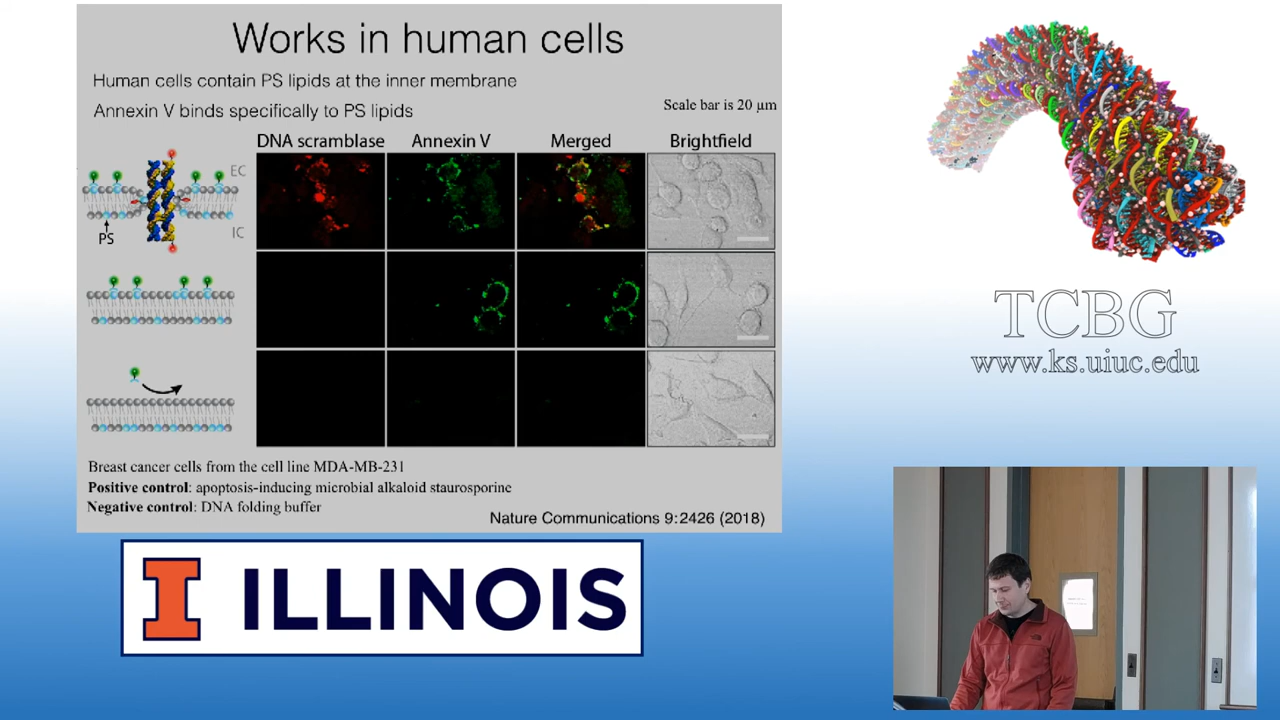 Works in human cells
Human cells contain PS lipids at the inner membrane
Annexin V binds specifically to PS lipids
Scale bar is 20 µm
DNA scramblase Annexin V Merged Brightfield
EC
PS
IC
Breast cancer cells from the cell line MDA-MB-231
Positive control: apoptosis-inducing microbial alkaloid staurosporine
Negative control: DNA folding buffer
Nature Communications 9:2426 (2018)
TCBG
www.ks.uiuc.edu
I ILLINOIS